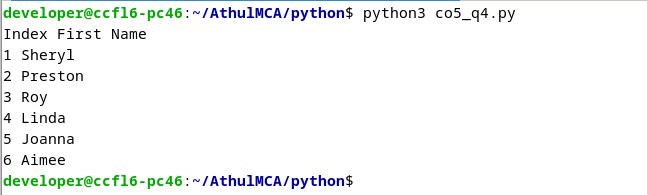 developer@ccfl6-pc46:~/AthulMCA/python$ python3 co5_q4.py
Index First Name
1 Sheryl
2 Preston
3 Roy
4 Linda
5 Joanna
6 Aimee
developer@ccfl6-pc46:~/AthulMCA/python$